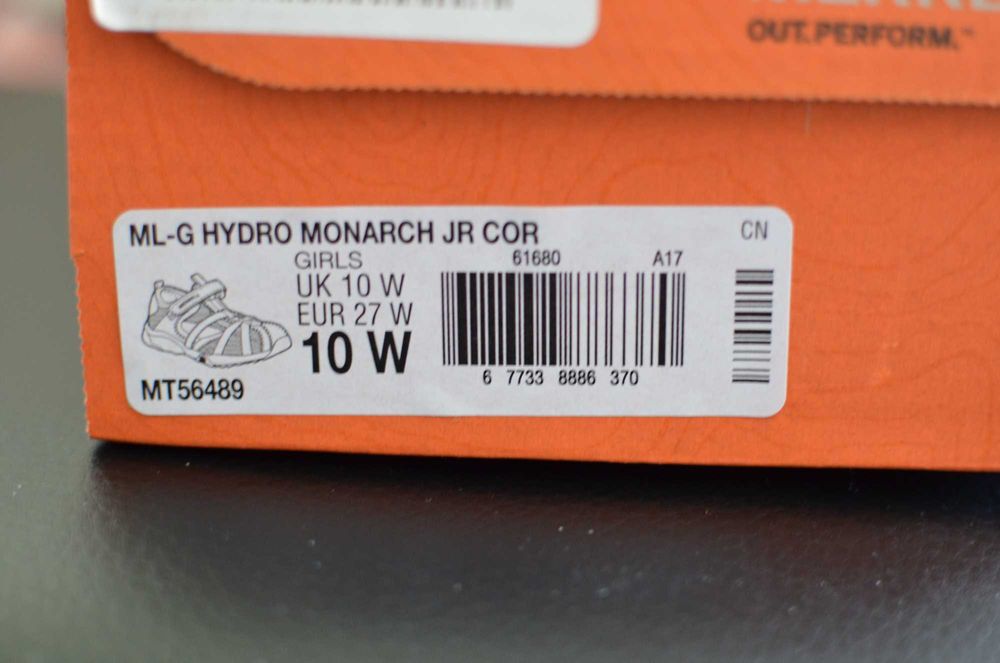 OUT.PERFORM.™
ML-G HYDRO MONARCH JR COR
CN
GIRLS
61680
A17
UK 10 W
EUR 27 W
10 W
6 7733 8886 370
MT56489